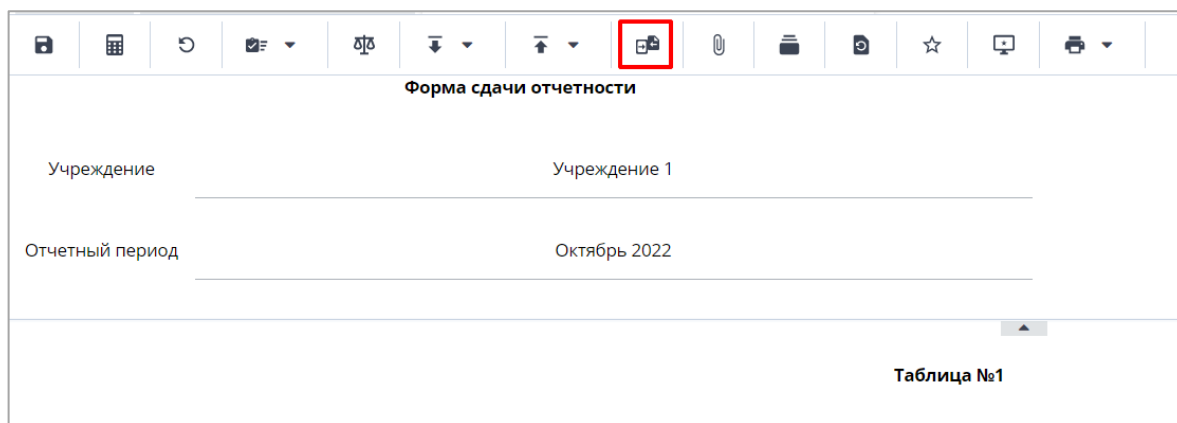 Форма сдачи отчетности
Учреждение Учреждение 1
Отчетный период Октябрь 2022
Таблица №1